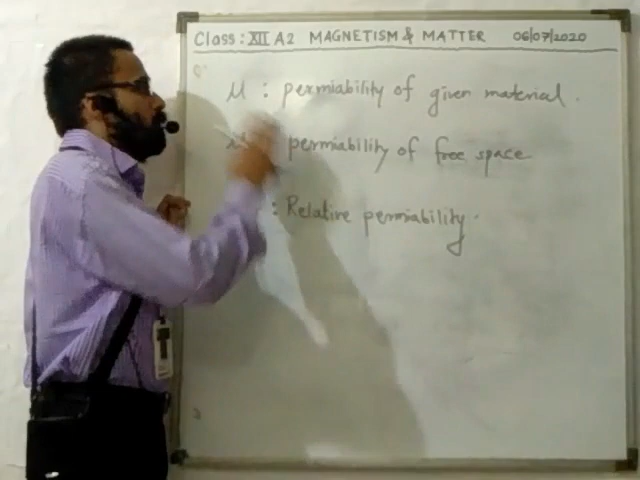 Class: XII A2 MAGNETISM & MATTER 06/07/2020
μ : permiability of given material.
: permiability of free space
: Relative permiability.